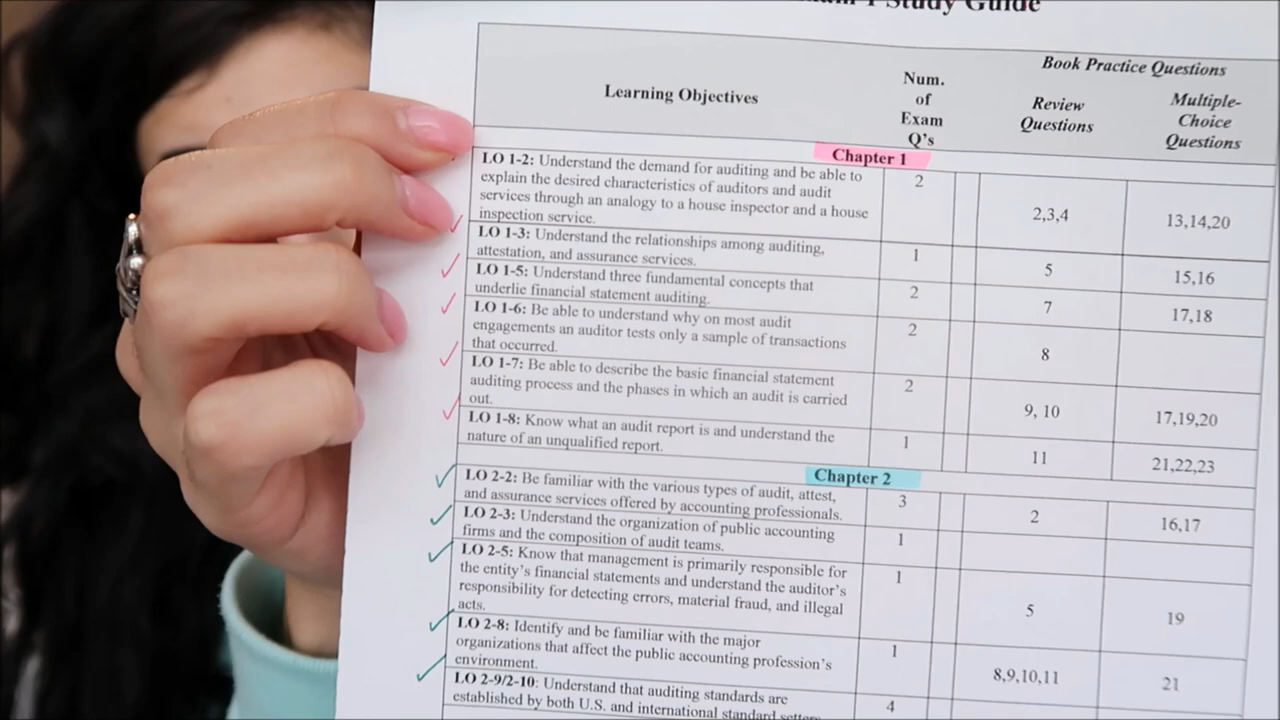 Study Guide
Learning Objectives
Num.
of
Exam
Q's
Book Practice Questions
Review
Questions
Multiple-
Choice
Questions
Chapter 1
LO 1-2: Understand the demand for auditing and be able to
explain the desired characteristics of auditors and audit
services through an analogy to a house inspector and a house
inspection service.
2
2,3,4
13,14,20
LO 1-3: Understand the relationships among auditing,
attestation, and assurance services.
1
5
15,16
LO 1-5: Understand three fundamental concepts that
underlie financial statement auditing.
2
7
17,18
LO 1-6: Be able to understand why on most audit
engagements an auditor tests only a sample of transactions
that occurred.
2
8
LO 1-7: Be able to describe the basic financial statement
auditing process and the phases in which an audit is carried
out.
2
9, 10
17,19,20
LO 1-8: Know what an audit report is and understand the
nature of an unqualified report.
1
11
21,22,23
Chapter 2
LO 2-2: Be familiar with the various types of audit, attest,
and assurance services offered by accounting professionals.
3
2
16,17
LO 2-3: Understand the organization of public accounting
firms and the composition of audit teams.
1
LO 2-5: Know that management is primarily responsible for
the entity's financial statements and understand the auditor's
responsibility for detecting errors, material fraud, and illegal
acts.
1
5
19
LO 2-8: Identify and be familiar with the major
organizations that affect the public accounting profession's
environment.
1
8,9,10,11
21
LO 2-9/2-10: Understand that auditing standards are
established by both U.S. and international standard setters
4